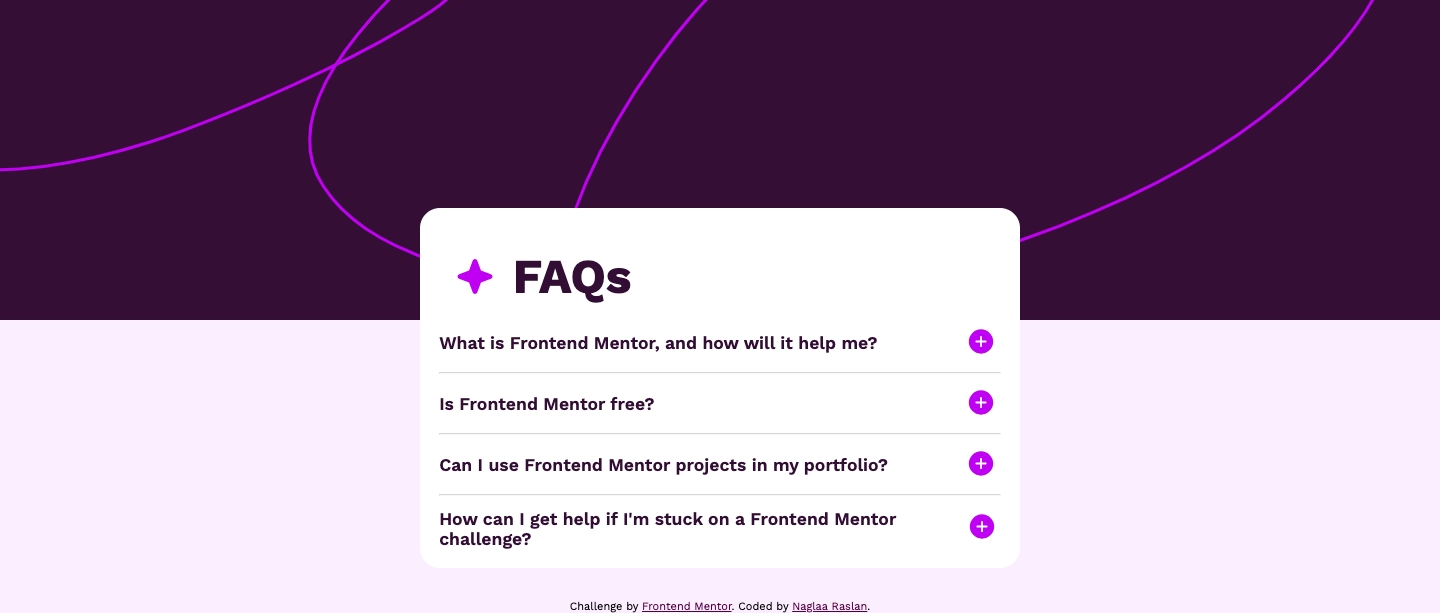 FAQs
What is Frontend Mentor, and how will it help me?
Is Frontend Mentor free?
Can I use Frontend Mentor projects in my portfolio?
How can I get help if I'm stuck on a Frontend Mentor
challenge?
Challenge by Frontend Mentor. Coded by Naglaa Raslan.